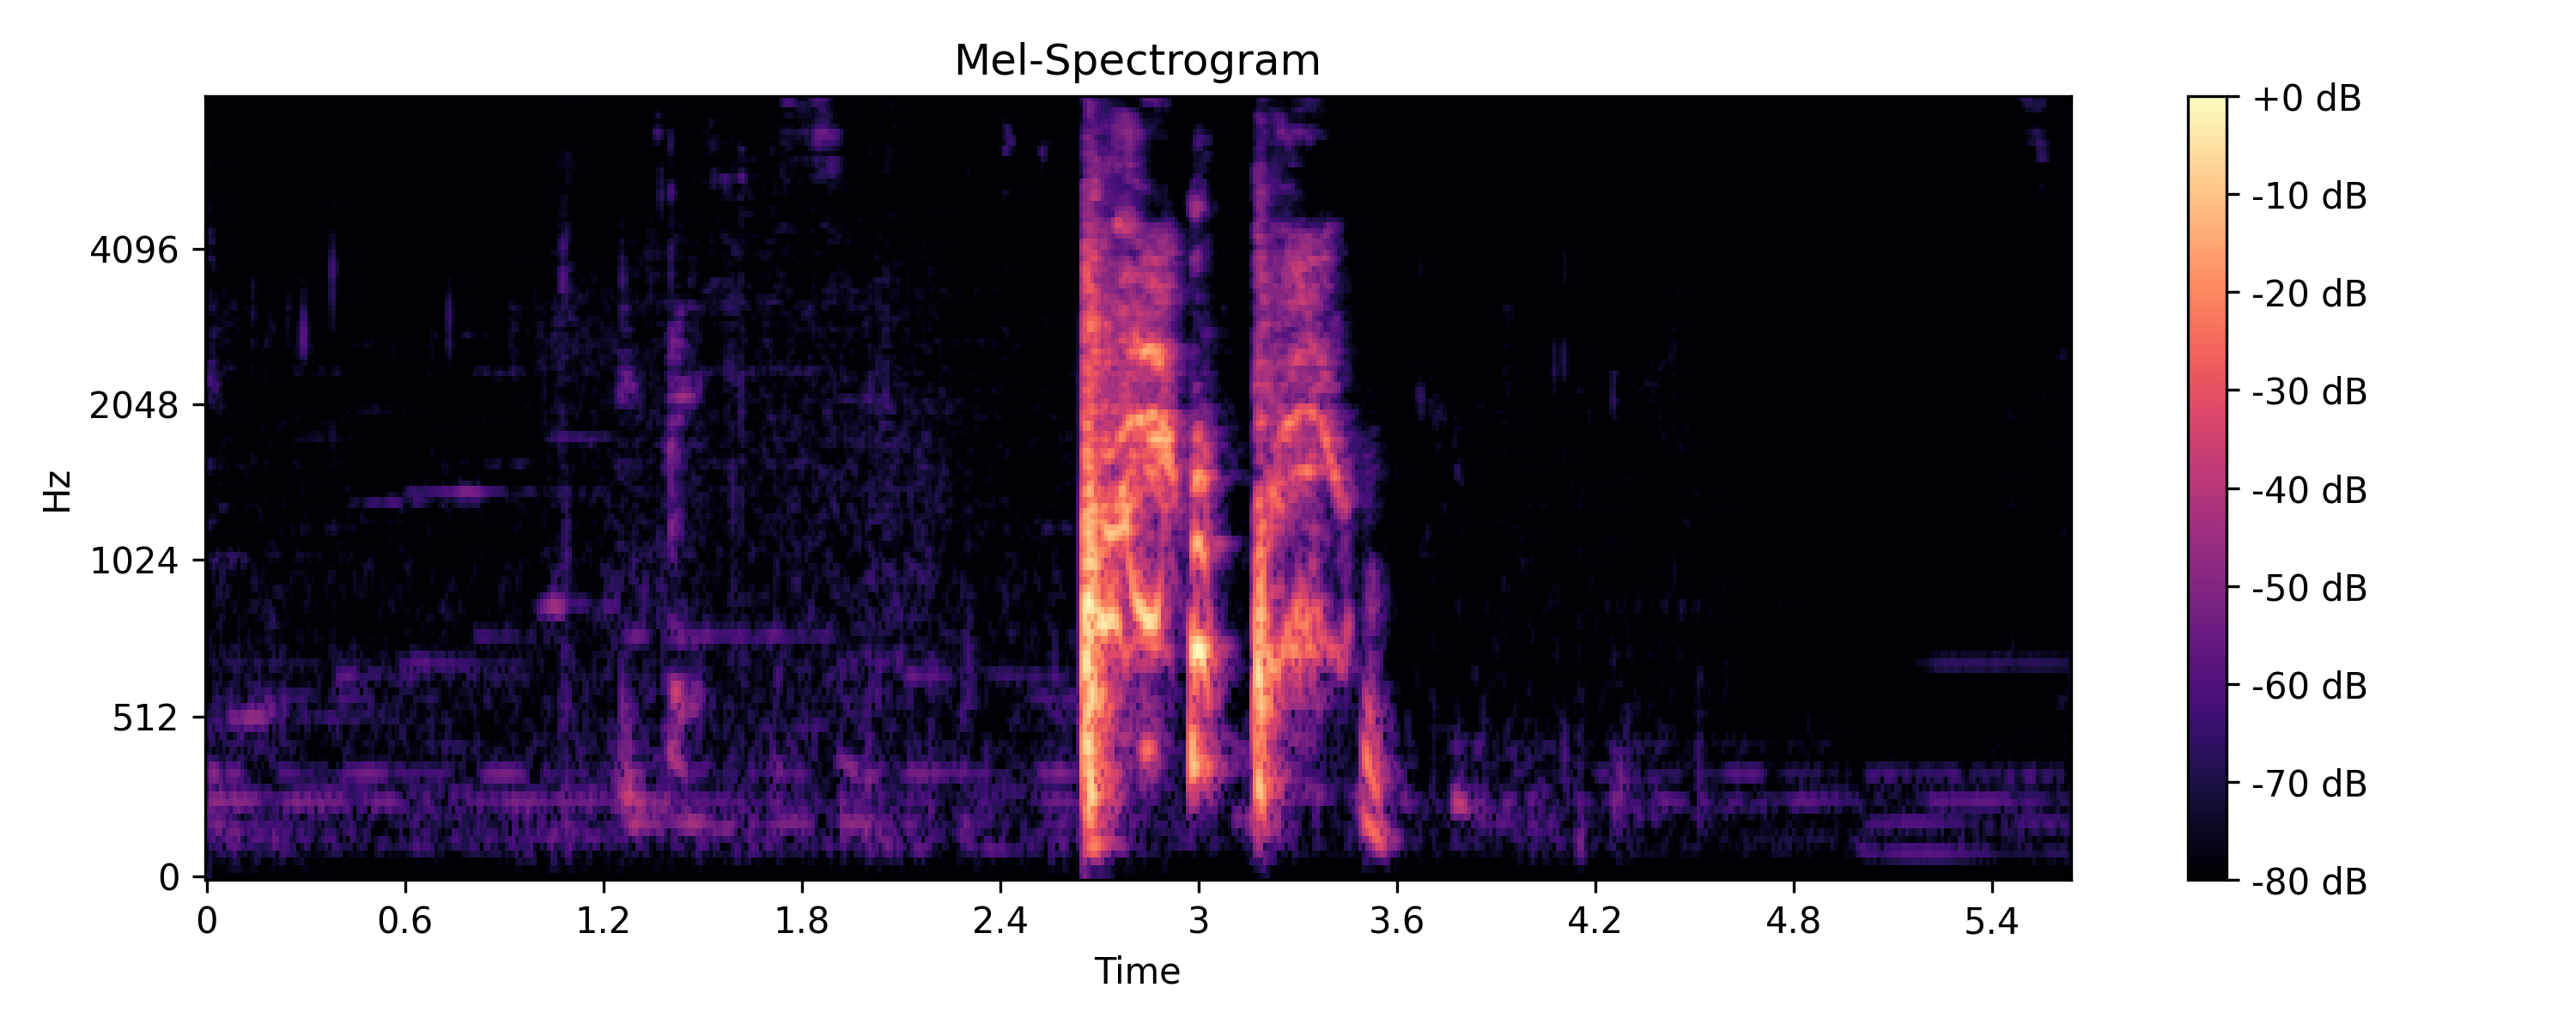 Mel-Spectrogram
+0 dB
-10 dB
-20 dB
-30 dB
-40 dB
-50 dB
-60 dB
-70 dB
-80 dB
4096
2048
1024
512
0
Hz
0 0.6 1.2 1.8 2.4 3 3.6 4.2 4.8 5.4
Time